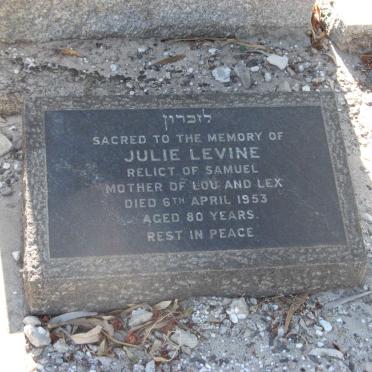 לזכרון
SACRED TO THE MEMORY OF
JULIE LEVINE
RELICT OF SAMUEL
MOTHER OF LOU AND LEX
DIED 6TH APRIL 1953
AGED 80 YEARS.
REST IN PEACE